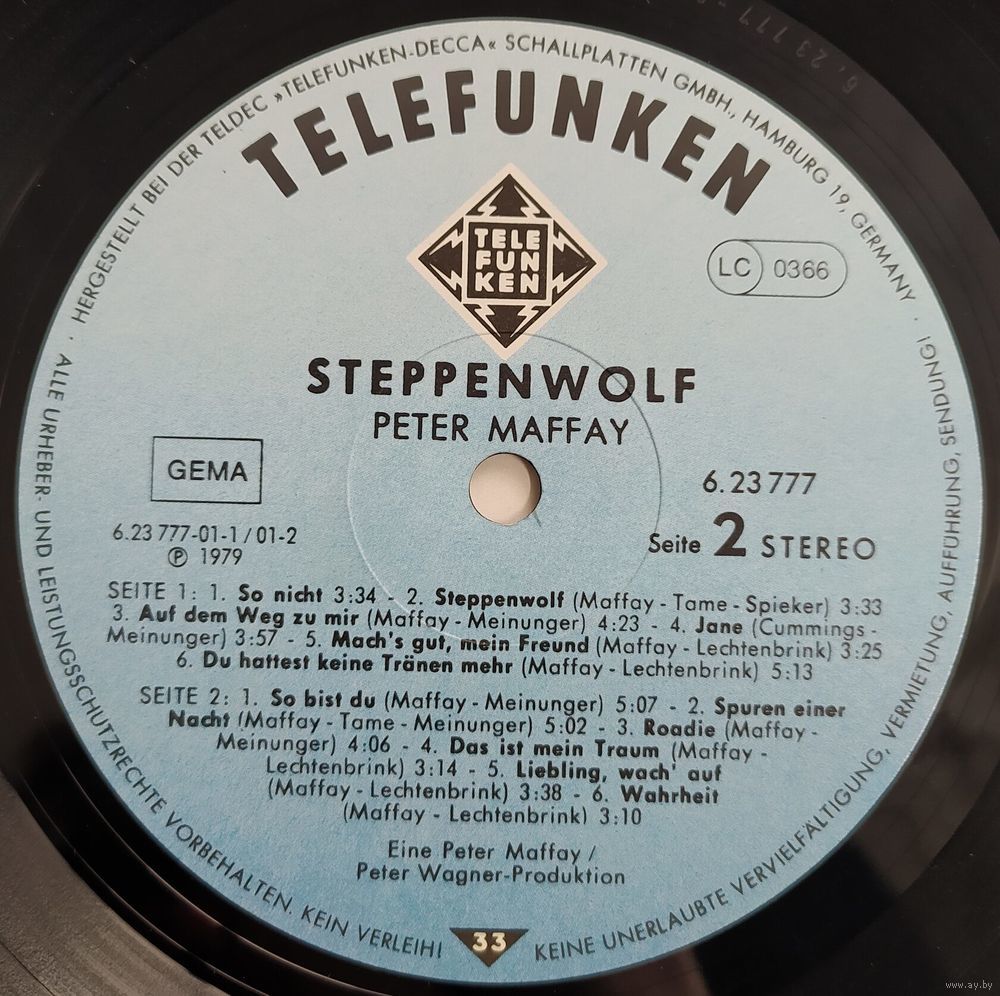 HERGESTELLT BEI DER TELDEC »TELEFUNKEN-DECCA« SCHALLPLATTEN GMBH., HAMBURG 19, GERMANY ·
TELEFUNKEN
TELE
FUN
KEN
LC 0366
STEPPENWOLF
PETER MAFFAY
GEMA
6.23 777
6.23 777-01-1 / 01-2
℗ 1979
Seite 2 STEREO
SEITE 1: 1. So nicht 3:34 - 2. Steppenwolf (Maffay - Tame - Spieker) 3:33
3. Auf dem Weg zu mir (Maffay - Meinunger) 4:23 - 4. Jane (Cummings -
Meinunger) 3:57 - 5. Mach's gut, mein Freund (Maffay - Lechtenbrink) 3:25
6. Du hattest keine Tränen mehr (Maffay - Lechtenbrink) 5:13
SEITE 2: 1. So bist du (Maffay - Meinunger) 5:07 - 2. Spuren einer
Nacht (Maffay - Tame - Meinunger) 5:02 - 3. Roadie (Maffay -
Meinunger) 4:06 - 4. Das ist mein Traum (Maffay -
Lechtenbrink) 3:14 - 5. Liebling, wach' auf
(Maffay - Lechtenbrink) 3:38 - 6. Wahrheit
(Maffay - Lechtenbrink) 3:10
Eine Peter Maffay /
Peter Wagner-Produktion
· ALLE URHEBER- UND LEISTUNGSSCHUTZRECHTE VORBEHALTEN. KEIN VERLEIH!
33
KEINE UNERLAUBTE VERVIELFÄLTIGUNG, VERMIETUNG, AUFFÜHRUNG, SENDUNG!
www.ay.by